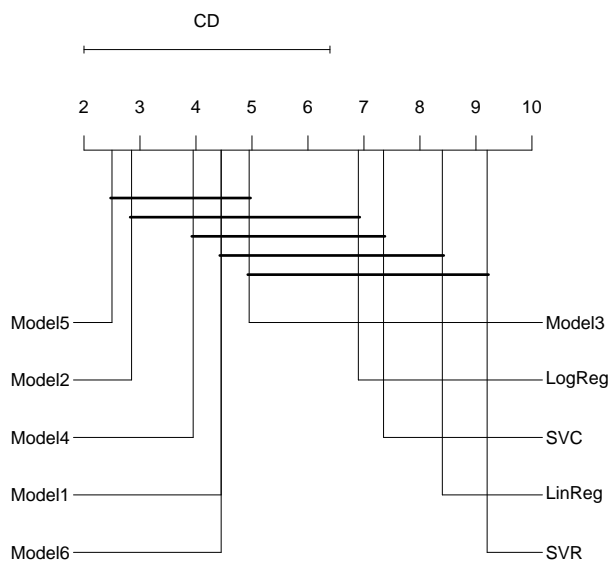 CD
2 3 4 5 6 7 8 9 10
Model5 Model3
Model2 LogReg
Model4 SVC
Model1 LinReg
Model6 SVR